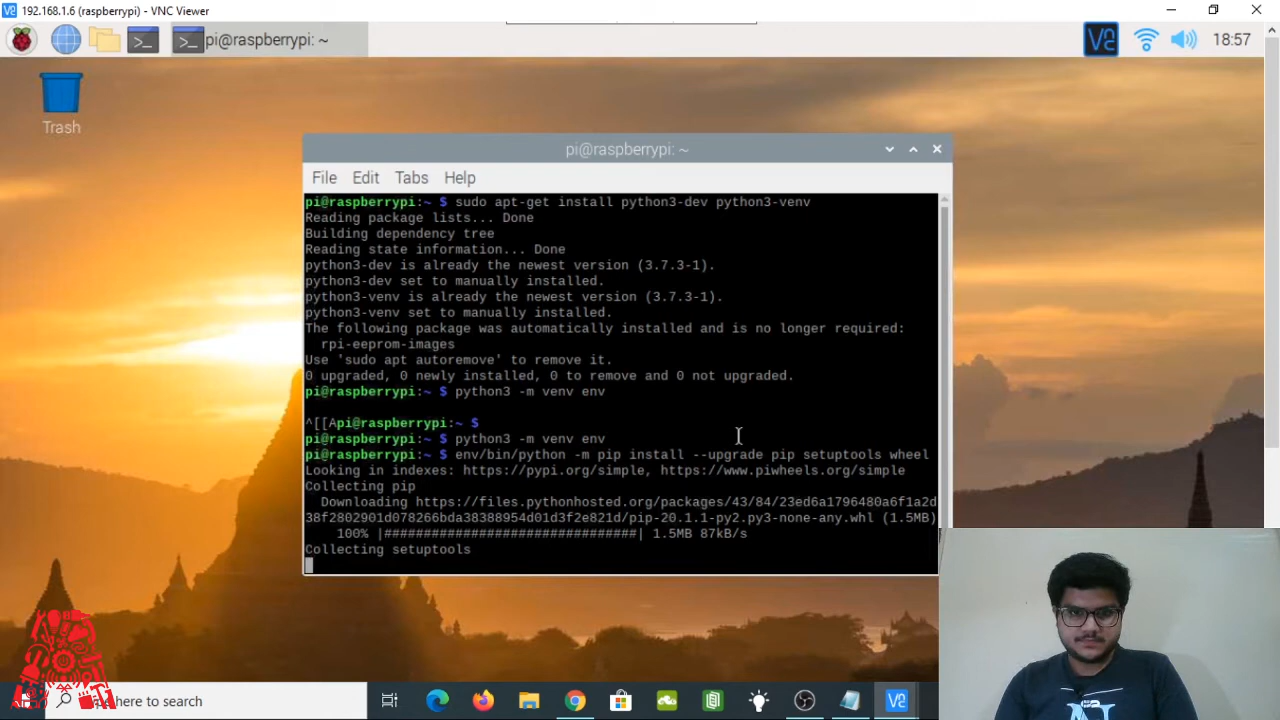 192.168.1.6 (raspberrypi) - VNC Viewer
pi@raspberrypi: ~
18:57
Trash
pi@raspberrypi: ~
File Edit Tabs Help
pi@raspberrypi:~ $ sudo apt-get install python3-dev python3-venv
Reading package lists... Done
Building dependency tree
Reading state information... Done
python3-dev is already the newest version (3.7.3-1).
python3-dev set to manually installed.
python3-venv is already the newest version (3.7.3-1).
python3-venv set to manually installed.
The following package was automatically installed and is no longer required:
rpi-eeprom-images
Use 'sudo apt autoremove' to remove it.
0 upgraded, 0 newly installed, 0 to remove and 0 not upgraded.
pi@raspberrypi:~ $ python3 -m venv env
^[[Api@raspberrypi:~ $
pi@raspberrypi:~ $ python3 -m venv env
pi@raspberrypi:~ $ env/bin/python -m pip install --upgrade pip setuptools wheel
Looking in indexes: https://pypi.org/simple, https://www.piwheels.org/simple
Collecting pip
Downloading https://files.pythonhosted.org/packages/43/84/23ed6a1796480a6f1a2d
38f2802901d078266bda38388954d01d3f2e821d/pip-20.1.1-py2.py3-none-any.whl (1.5MB)
100% |################################| 1.5MB 87kB/s
Collecting setuptools
here to search